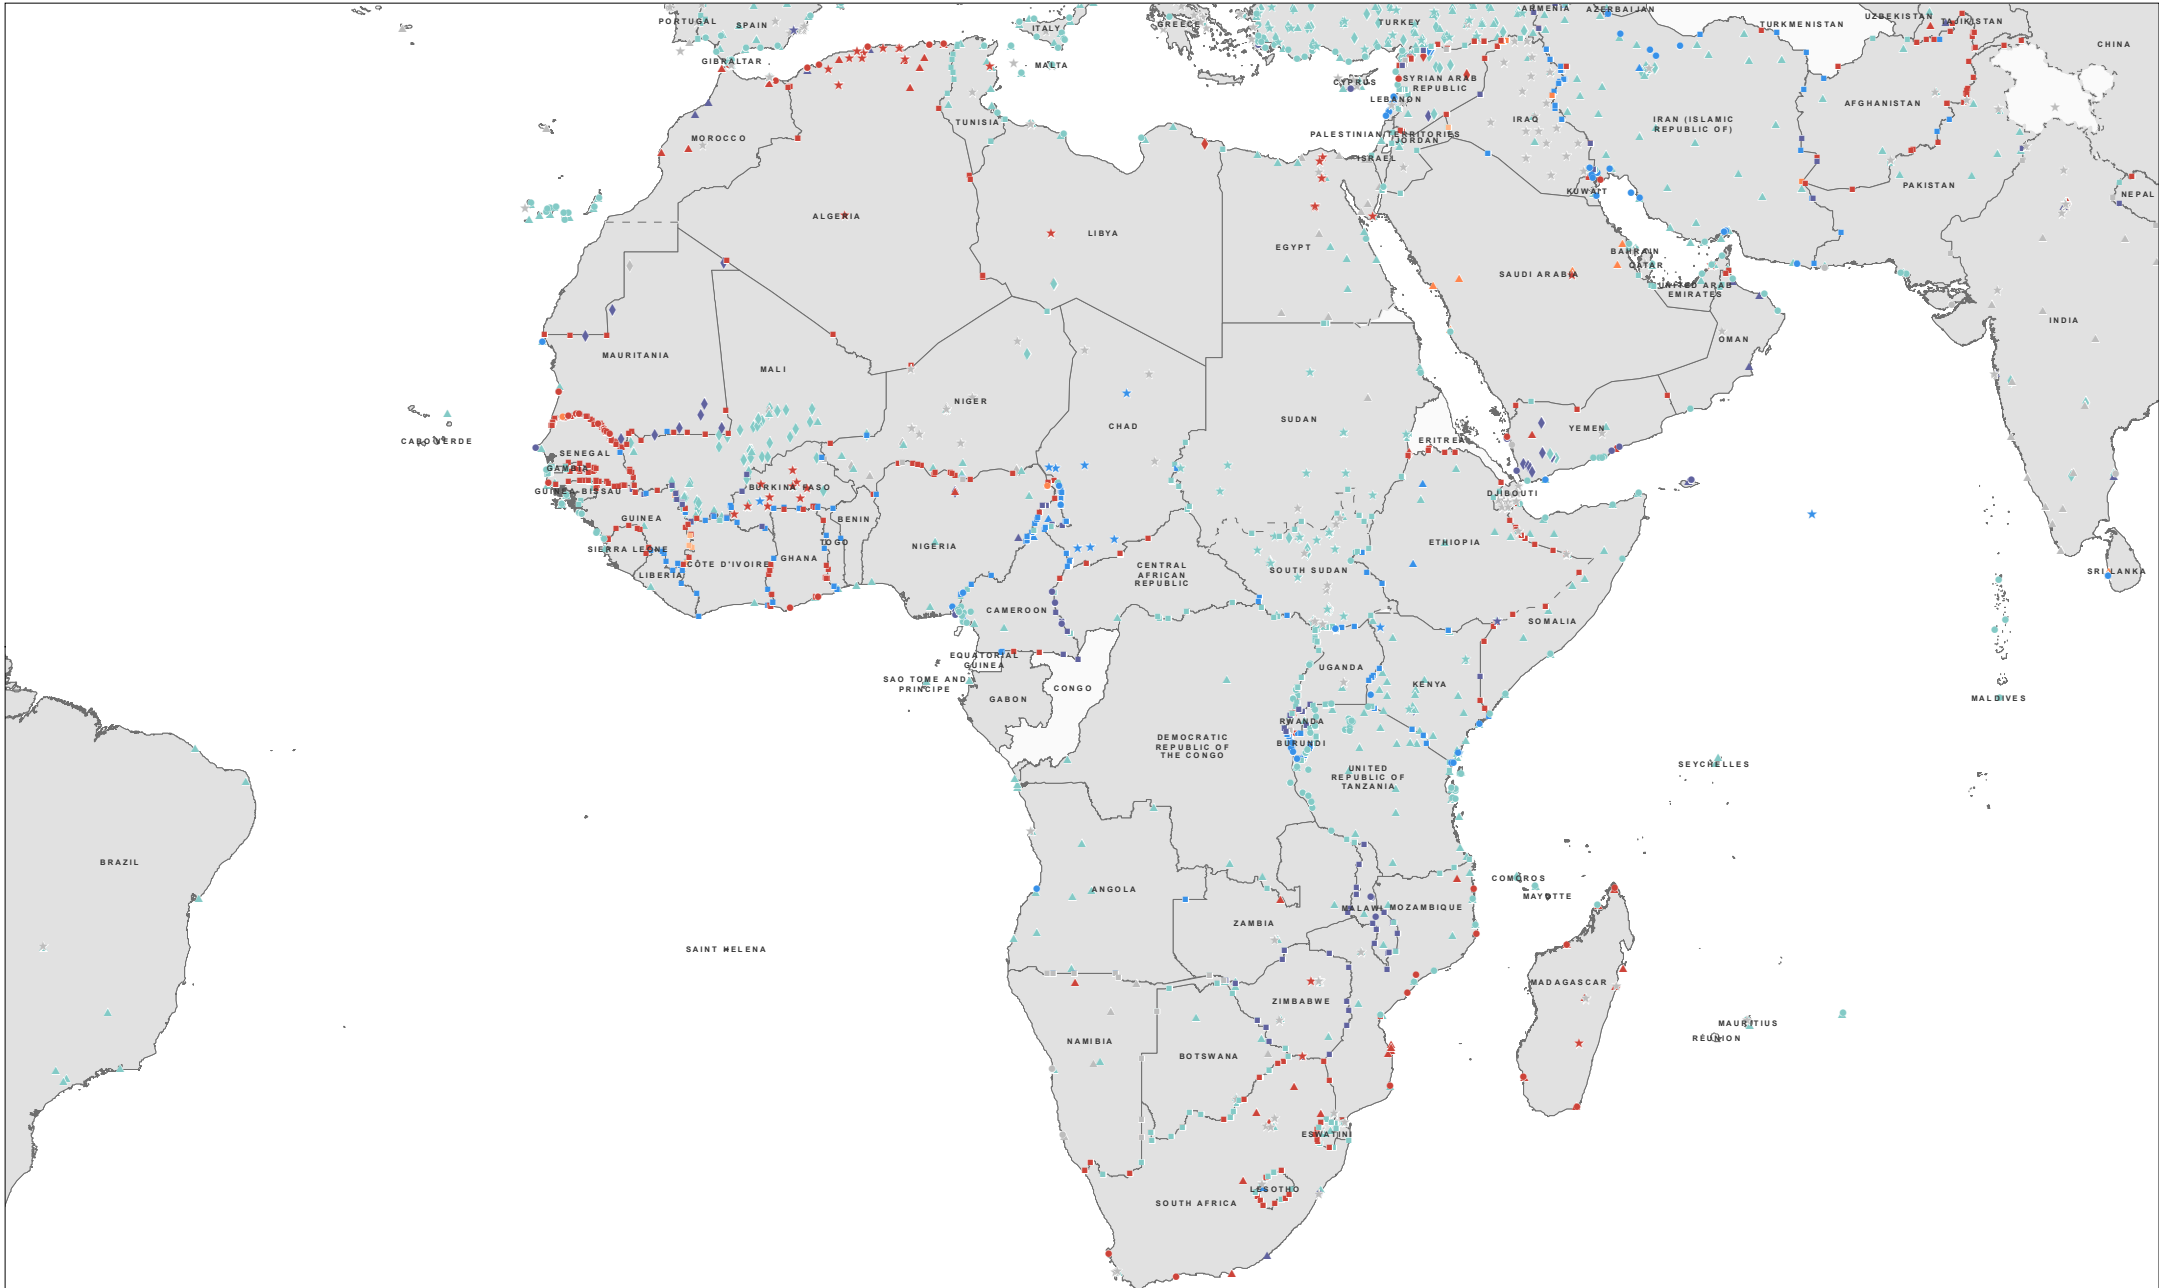 PORTUGAL
SPAIN
ITALY
GREECE
TURKEY
ARMENIA
AZERBAIJAN
TURKMENISTAN
UZBEKISTAN
TAJIKISTAN
CHINA
GIBRALTAR
MALTA
CYPRUS
SYRIAN ARAB
REPUBLIC
LEBANON
IRAQ
IRAN (ISLAMIC
REPUBLIC OF)
AFGHANISTAN
MOROCCO
TUNISIA
PALESTINIAN TERRITORIES
JORDAN
ISRAEL
KUWAIT
PAKISTAN
NEPAL
ALGERIA
LIBYA
EGYPT
SAUDI ARABIA
BAHRAIN
QATAR
UNITED ARAB
EMIRATES
OMAN
INDIA
MAURITANIA
MALI
NIGER
CHAD
SUDAN
ERITREA
YEMEN
CABO VERDE
SENEGAL
GAMBIA
GUINEA-BISSAU
BURKINA FASO
DJIBOUTI
GUINEA
BENIN
TOGO
NIGERIA
SIERRA LEONE
CÔTE D'IVOIRE
GHANA
LIBERIA
CENTRAL
AFRICAN
REPUBLIC
SOUTH SUDAN
ETHIOPIA
SRI LANKA
CAMEROON
SOMALIA
EQUATORIAL
GUINEA
SAO TOME AND
PRINCIPE
GABON
CONGO
UGANDA
KENYA
MALDIVES
RWANDA
BURUNDI
DEMOCRATIC
REPUBLIC OF
THE CONGO
UNITED
REPUBLIC OF
TANZANIA
SEYCHELLES
BRAZIL
ANGOLA
COMOROS
MAYOTTE
MALAWI
MOZAMBIQUE
ZAMBIA
SAINT HELENA
MADAGASCAR
ZIMBABWE
MAURITIUS
RÉUNION
NAMIBIA
BOTSWANA
ESWATINI
LESOTHO
SOUTH AFRICA